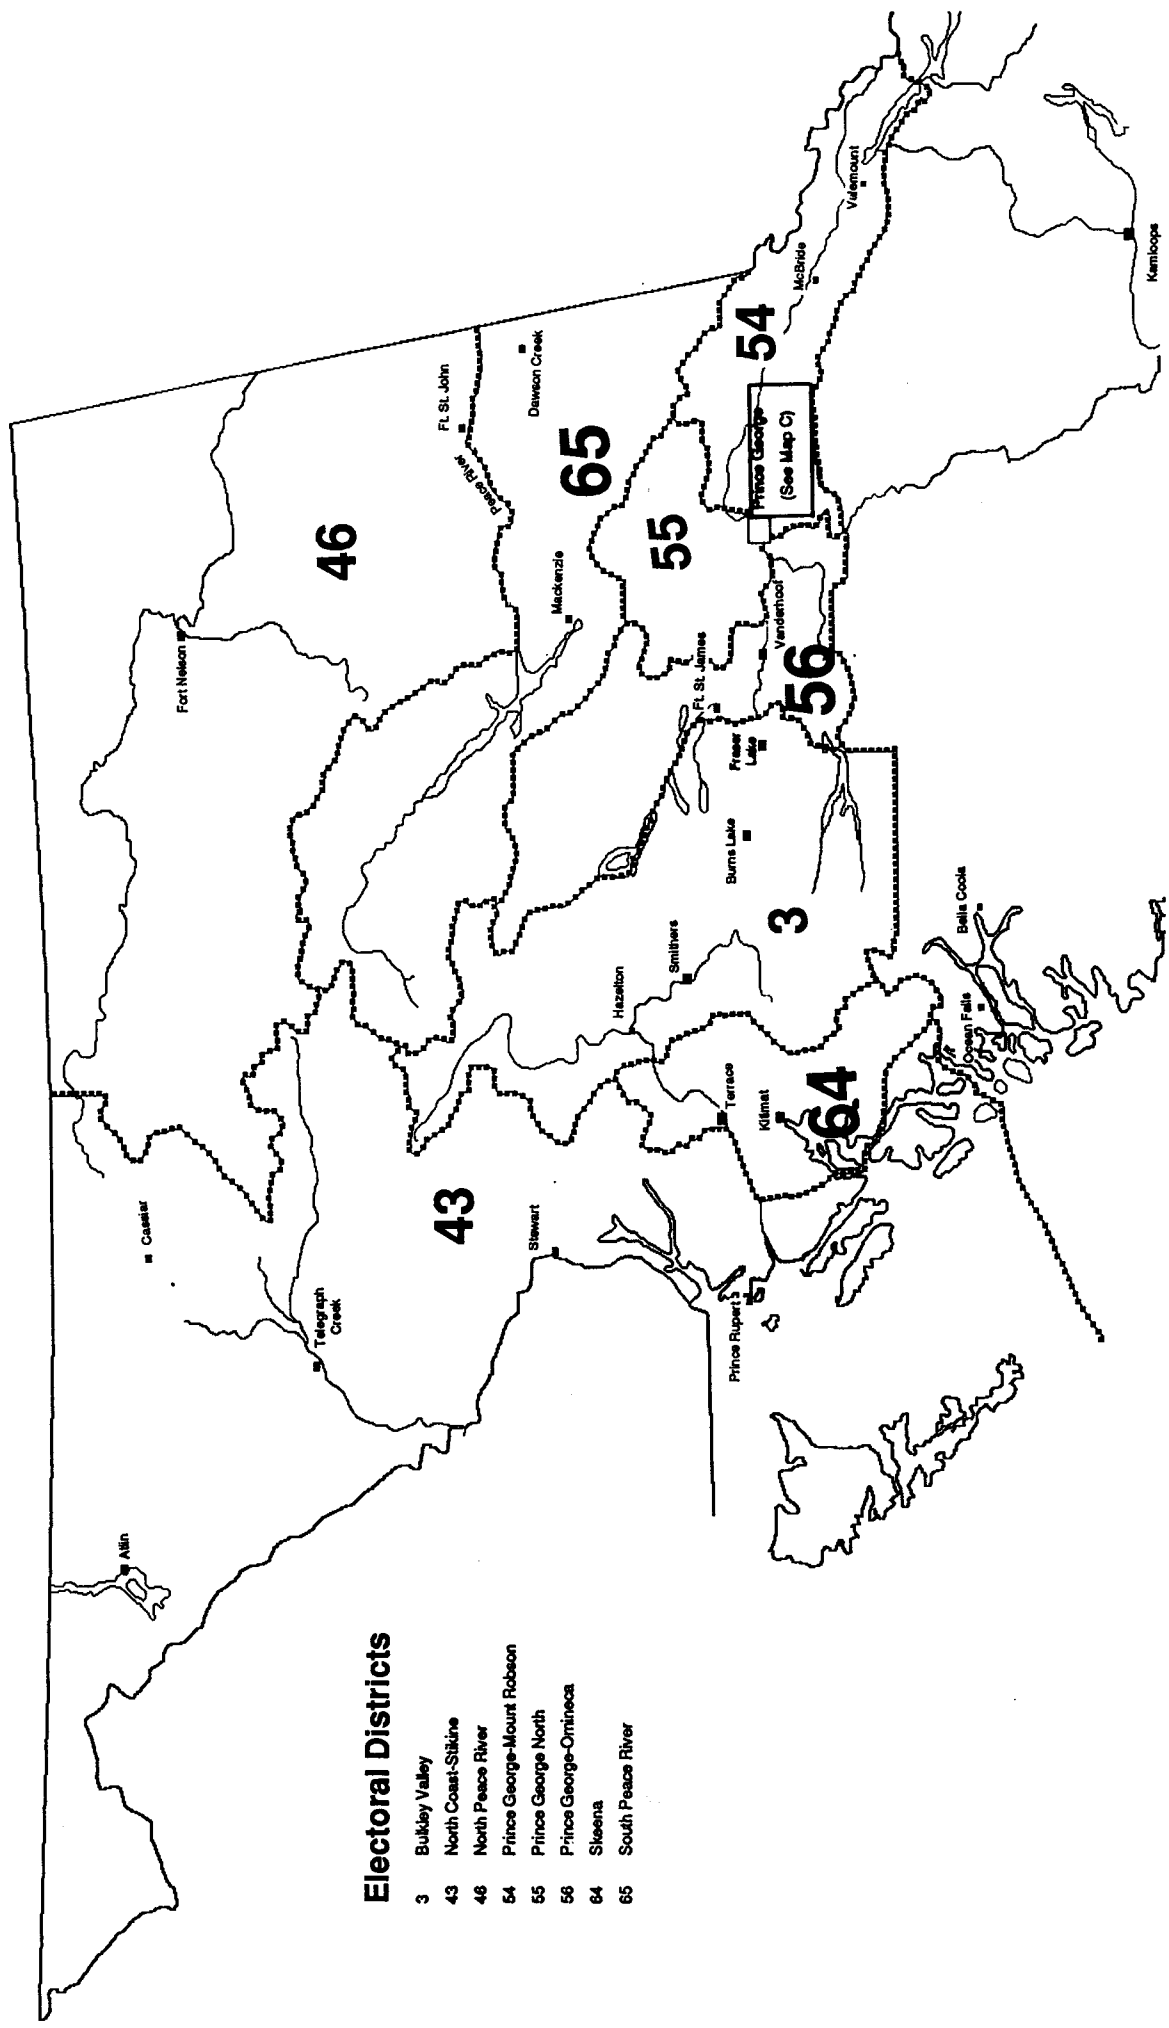 Electoral Districts
3 Bulkley Valley
43 North Coast-Stikine
46 North Peace River
54 Prince George-Mount Robson
55 Prince George North
56 Prince George-Omineca
64 Skeena
65 South Peace River
Atlin
Cassiar
Telegraph
Creek
Stewart
43
Prince Rupert
Terrace
Kitimat
64
Hazelton
Smithers
3
Ocean Falls
Bella Coola
Burns Lake
Fraser
Lake
Ft. St. James
Vanderhoof
56
Fort Nelson
46
Mackenzie
Peace River
Ft. St. John
Dawson Creek
65
55
Prince George
(See Map C)
54
McBride
Valemount
Kamloops